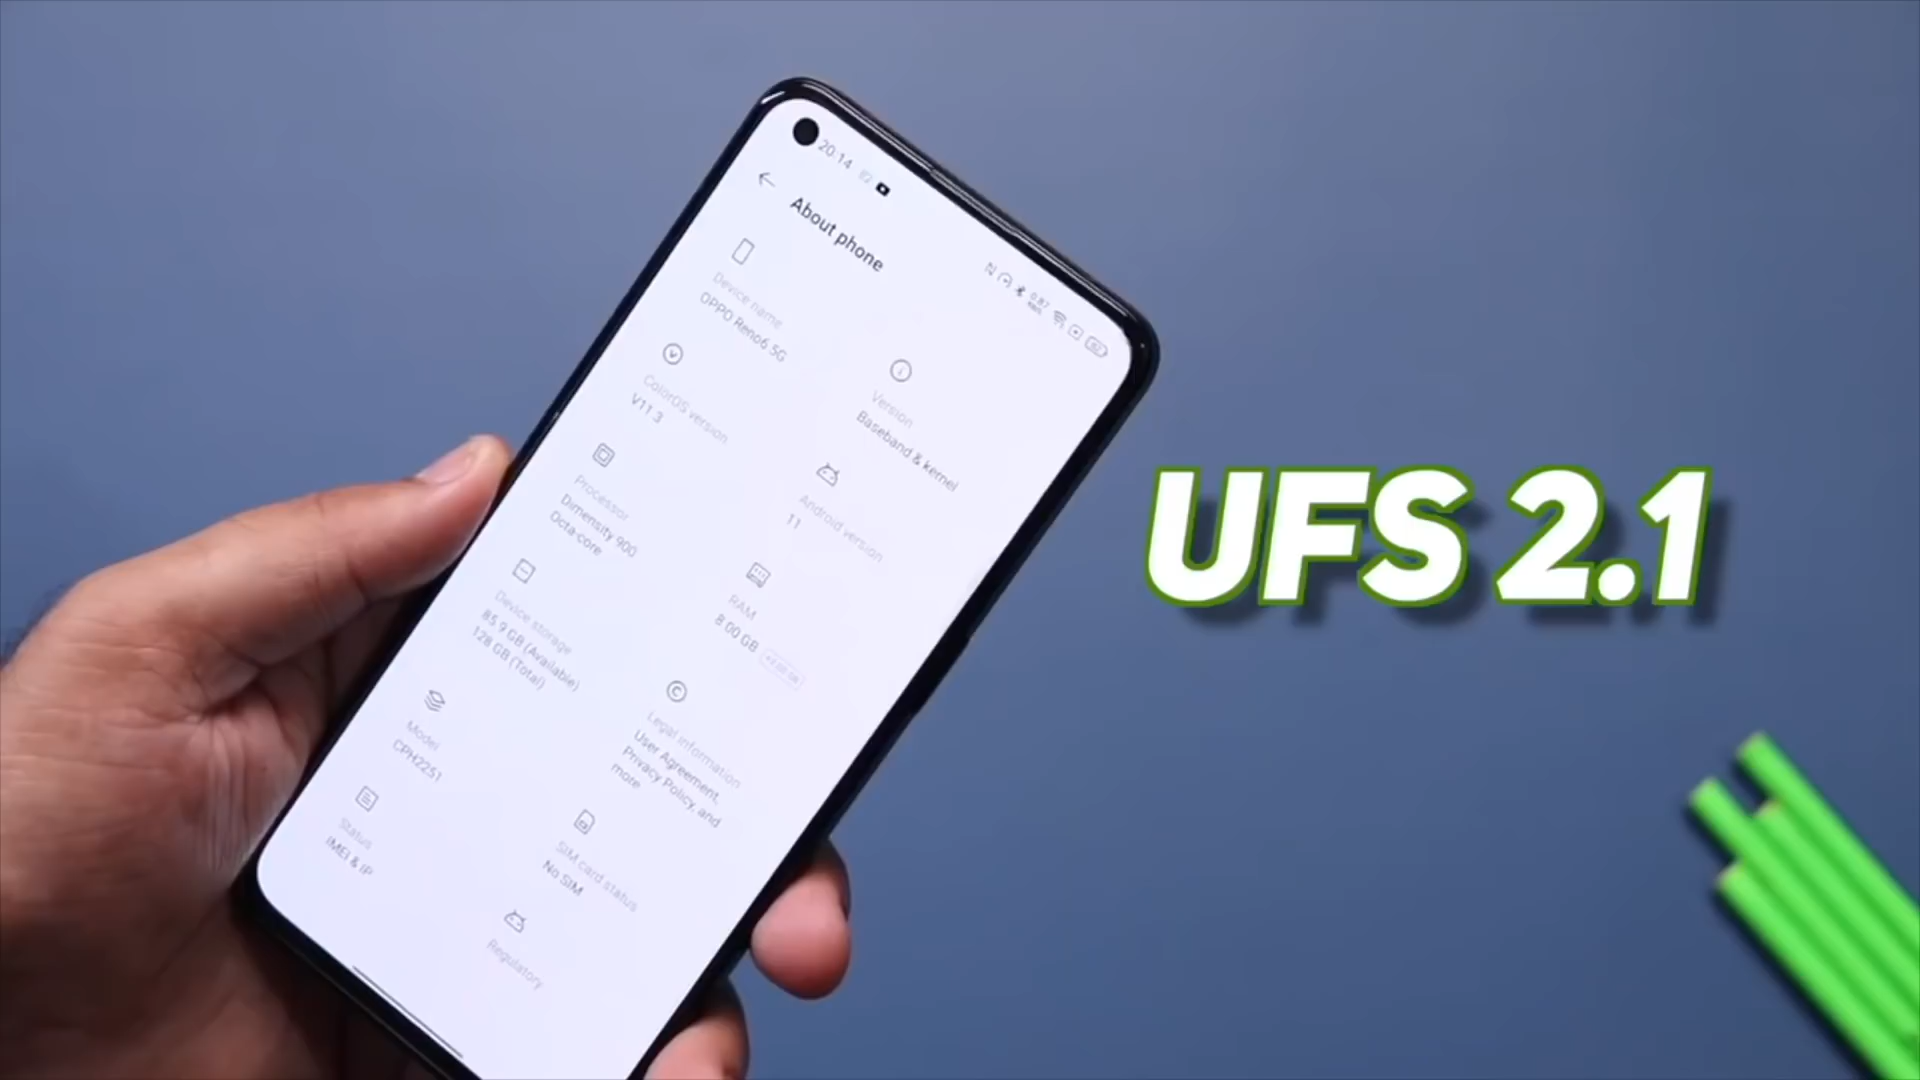 20:14
About phone
Device name
OPPO Reno6 5G
Version
Baseband & kernel
ColorOS version
V11.3
Android version
11
Processor
Dimensity 900
Octa-core
RAM
8.00 GB
Device storage
85.9 GB (Available)
128 GB (Total)
Legal information
User Agreement,
Privacy Policy, and
more
Model
CPH2251
SIM card status
No SIM
Status
IMEI & IP
Regulatory
UFS 2.1